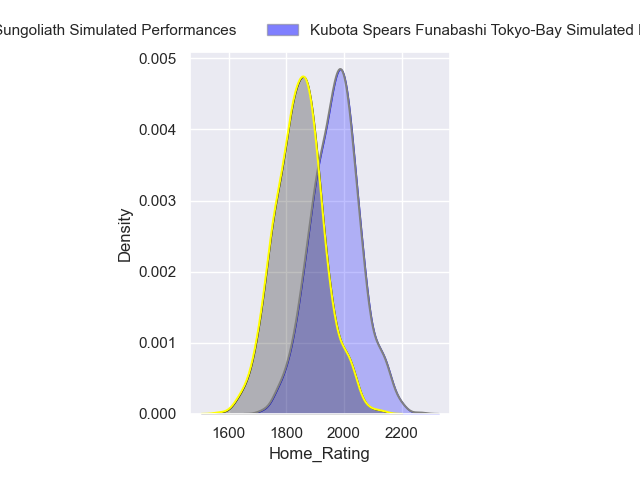 Sungoliath Simulated Performances
Kubota Spears Funabashi Tokyo-Bay Simulated
0.005
0.004
0.003
0.002
0.001
0.000
Density
1600 1800 2000 2200
Home_Rating